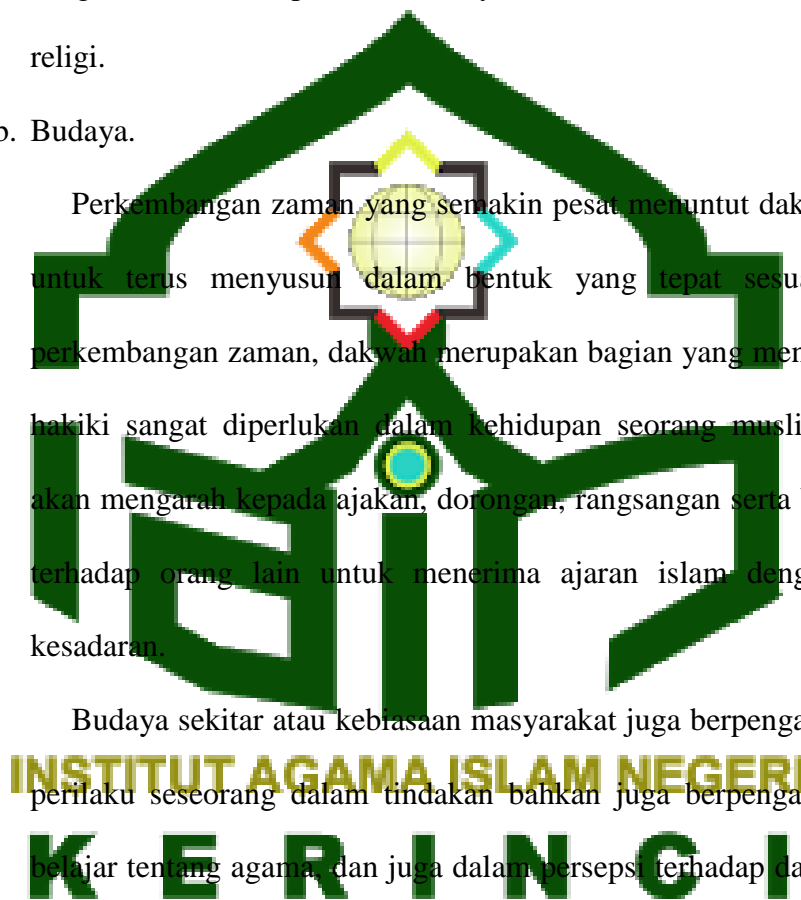 religi.
b. Budaya.
Perkembangan zaman yang semakin pesat menuntut dak
untuk terus menyusun dalam bentuk yang tepat sesua
perkembangan zaman, dakwah merupakan bagian yang men
hakiki sangat diperlukan dalam kehidupan seorang musli
akan mengarah kepada ajakan, dorongan, rangsangan serta
terhadap orang lain untuk menerima ajaran islam deng
kesadaran.
Budaya sekitar atau kebiasaan masyarakat juga berpenga
INSTITUT AGAMA ISLAM NEGERI
perilaku seseorang dalam tindakan bahkan juga berpenga
KERINCI
belajar tentang agama, dan juga dalam persepsi terhadap da